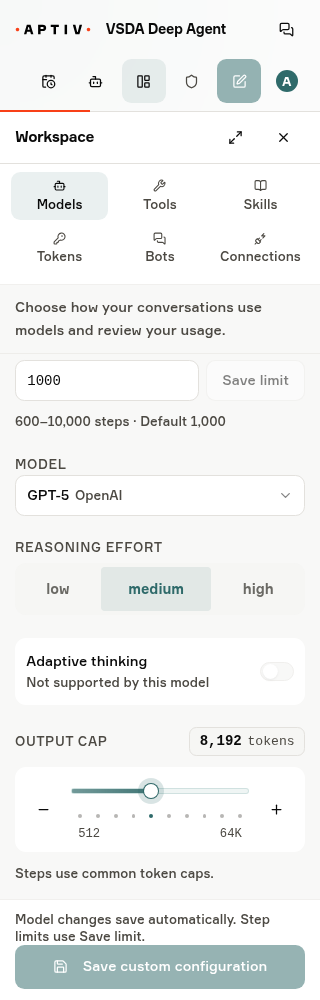 • A P T I V • VSDA Deep Agent
A
Workspace
Models Tools Skills
Tokens Bots Connections
Choose how your conversations use
models and review your usage.
1000 Save limit
600–10,000 steps · Default 1,000
MODEL
GPT-5 OpenAI
REASONING EFFORT
low medium high
Adaptive thinking
Not supported by this model
OUTPUT CAP 8,192 tokens
− +
512 64K
Steps use common token caps.
Model changes save automatically. Step
limits use Save limit.
Save custom configuration